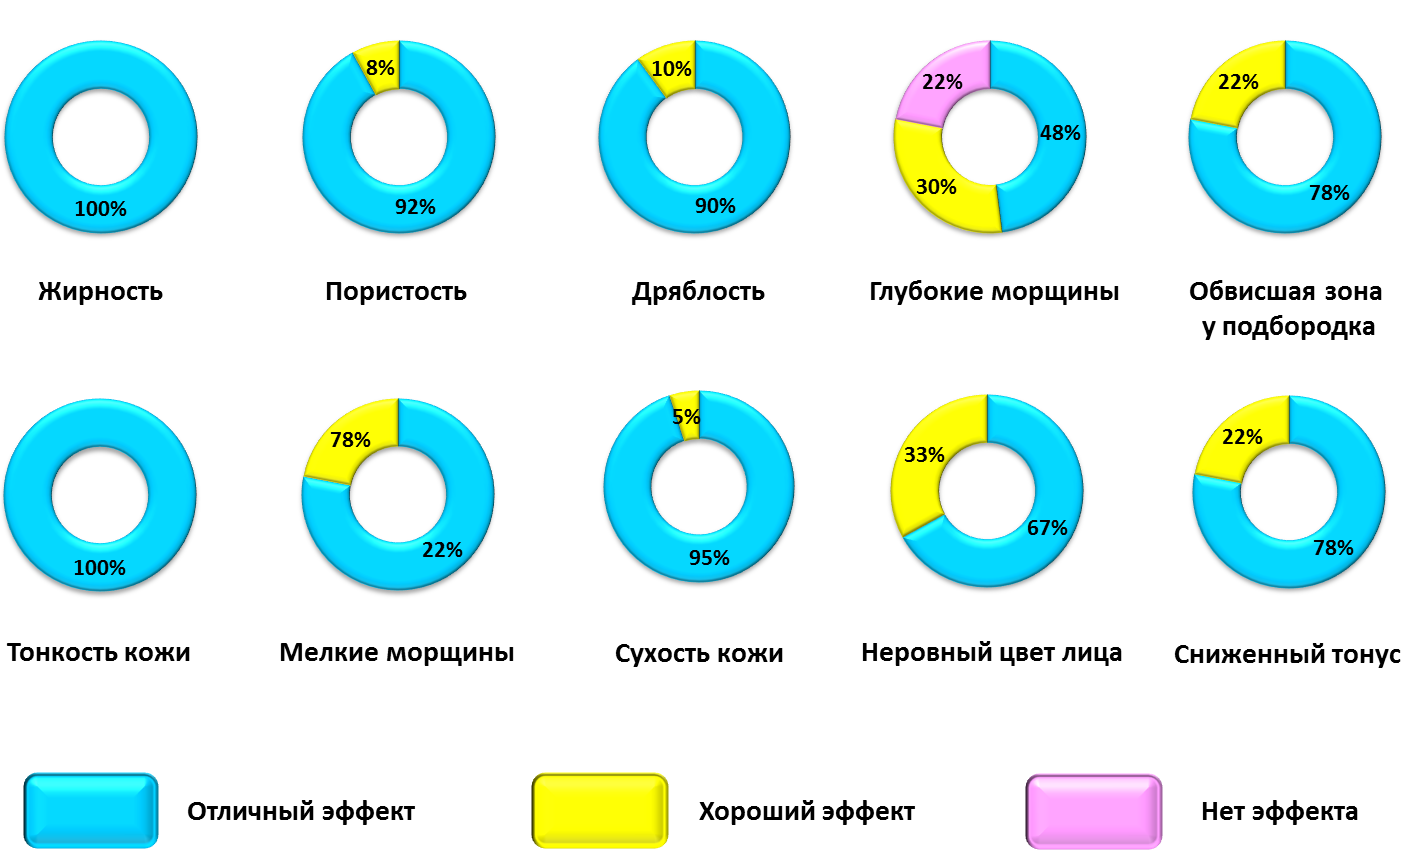 8%
10%
22%
22%
48%
30%
78%
100%
92%
90%
Жирность
Пористость
Дряблость
Глубокие морщины
Обвисшая зона
у подбородка
78%
5%
33%
22%
100%
22%
95%
67%
78%
Тонкость кожи
Мелкие морщины
Сухость кожи
Неровный цвет лица
Сниженный тонус
Отличный эффект
Хороший эффект
Нет эффекта